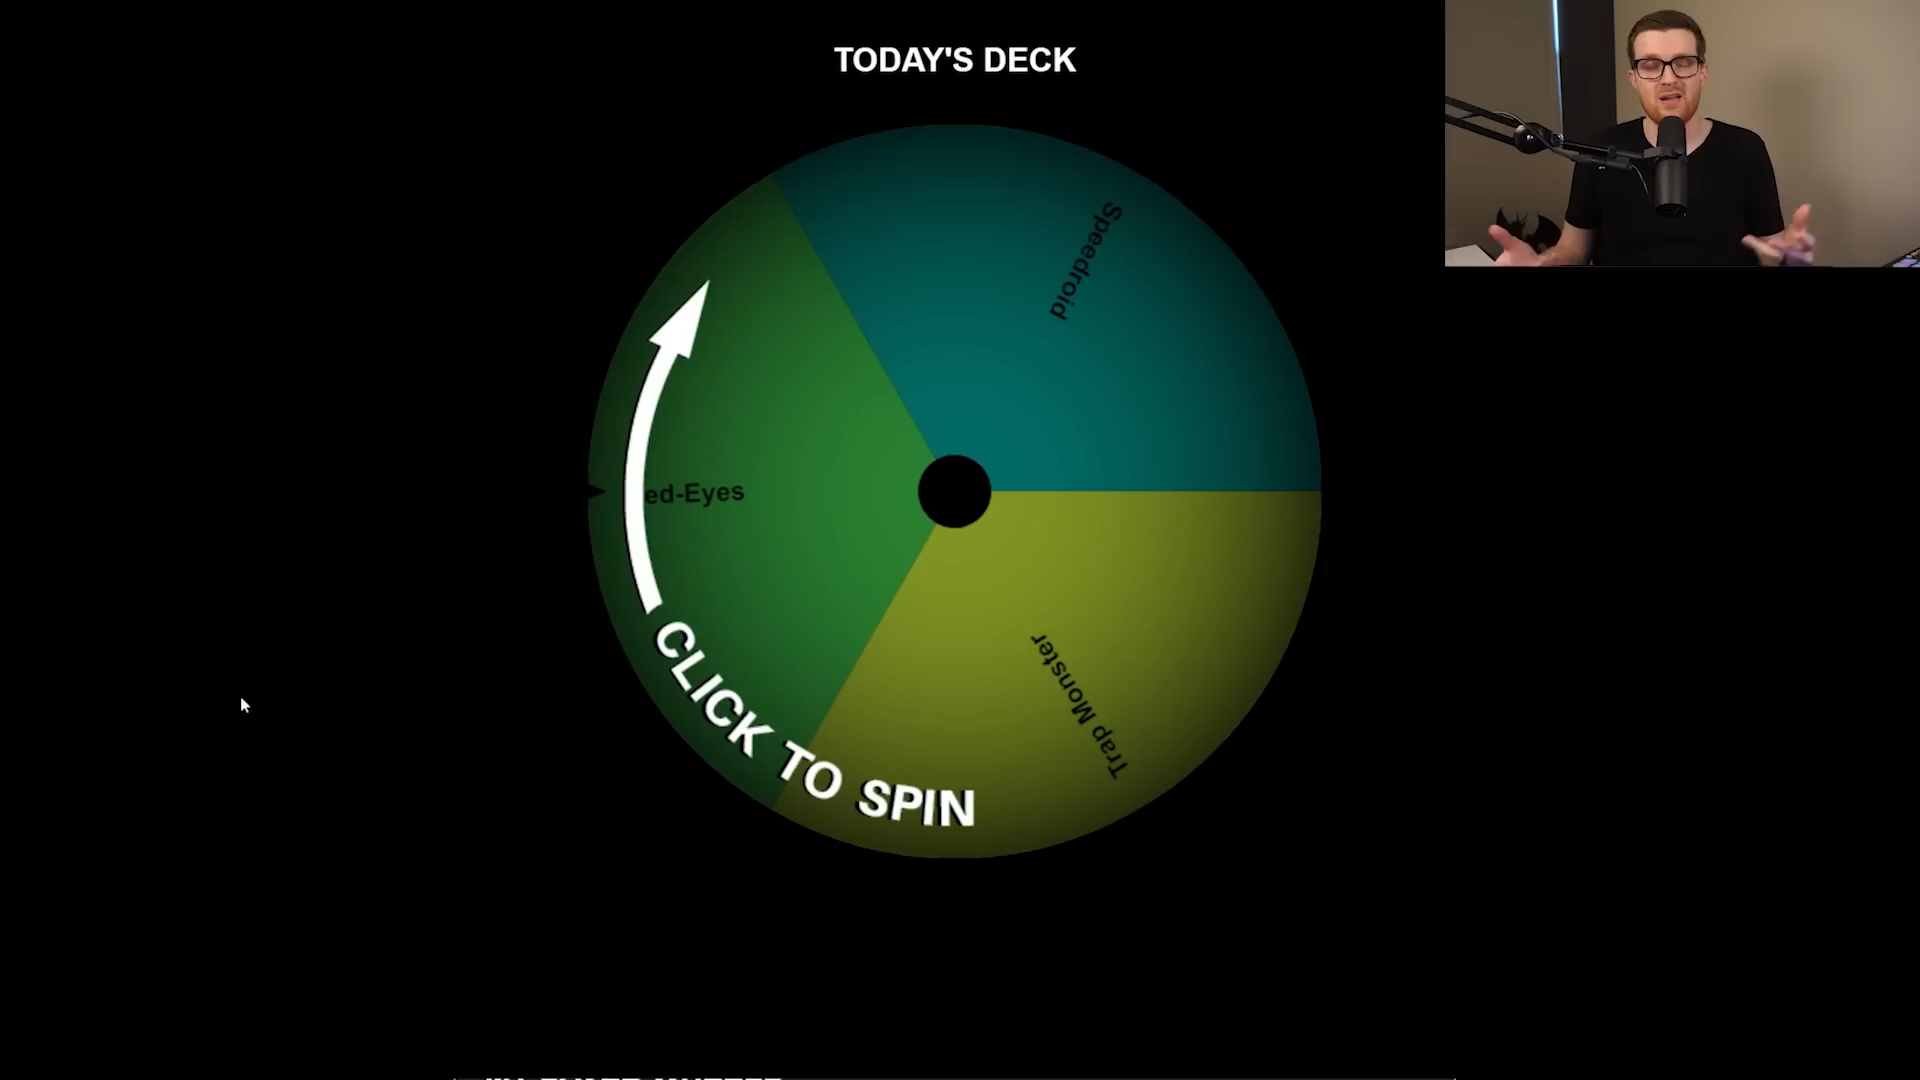 TODAY'S DECK
Speedroid
ed-Eyes
Trap Monster
CLICK TO SPIN